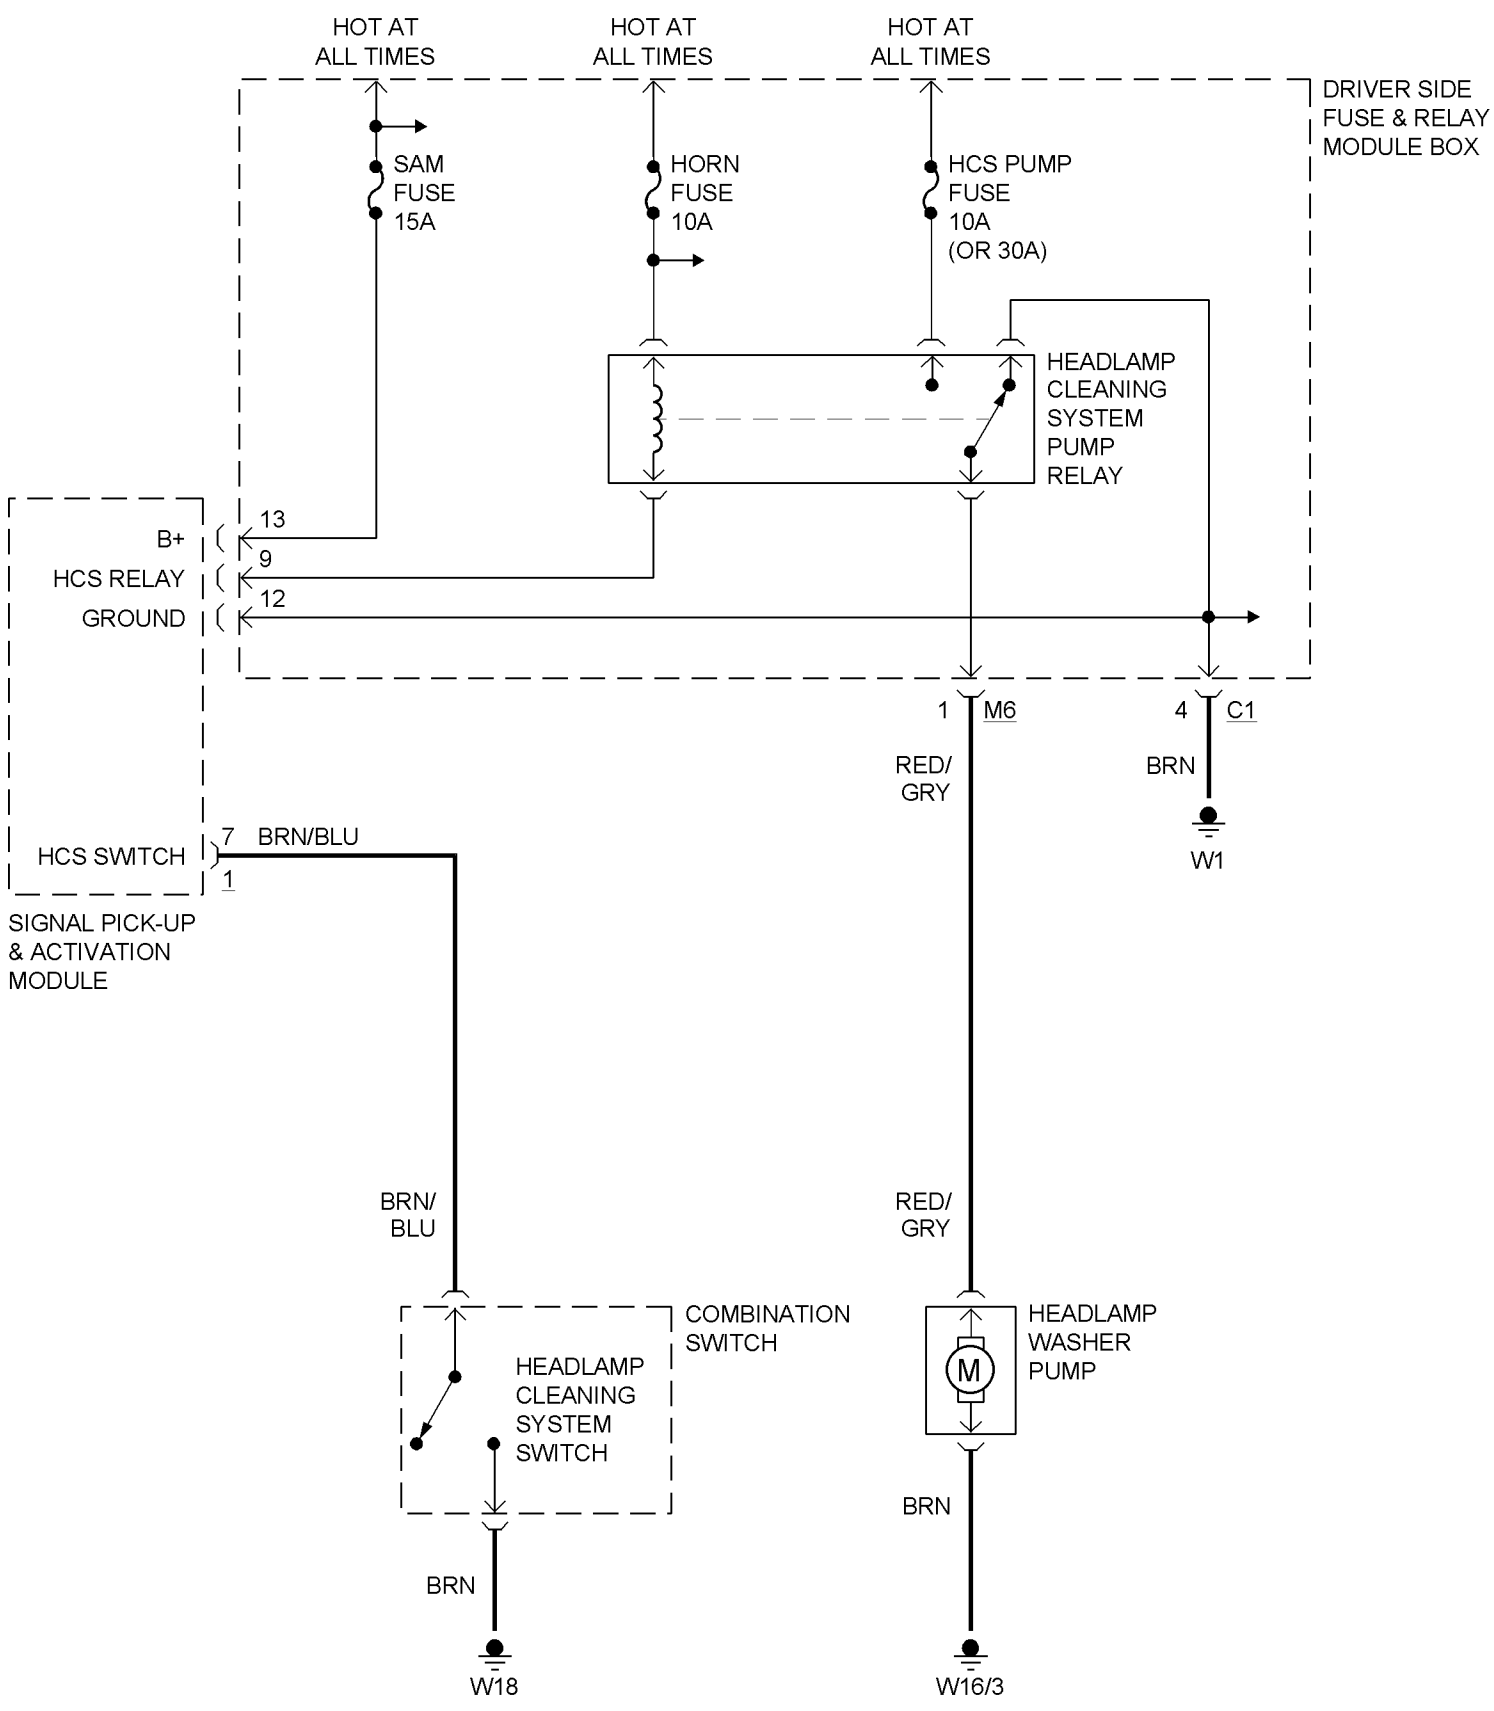 HOT AT
ALL TIMES
HOT AT
ALL TIMES
HOT AT
ALL TIMES
DRIVER SIDE
FUSE & RELAY
MODULE BOX
SAM
FUSE
15A
HORN
FUSE
10A
HCS PUMP
FUSE
10A
(OR 30A)
HEADLAMP
CLEANING
SYSTEM
PUMP
RELAY
B+
13
HCS RELAY
9
GROUND
12
1 M6
4 C1
RED/
GRY
BRN
W1
HCS SWITCH
7 BRN/BLU
1
SIGNAL PICK-UP
& ACTIVATION
MODULE
BRN/
BLU
RED/
GRY
COMBINATION
SWITCH
HEADLAMP
CLEANING
SYSTEM
SWITCH
HEADLAMP
WASHER
PUMP
M
BRN
BRN
W18
W16/3